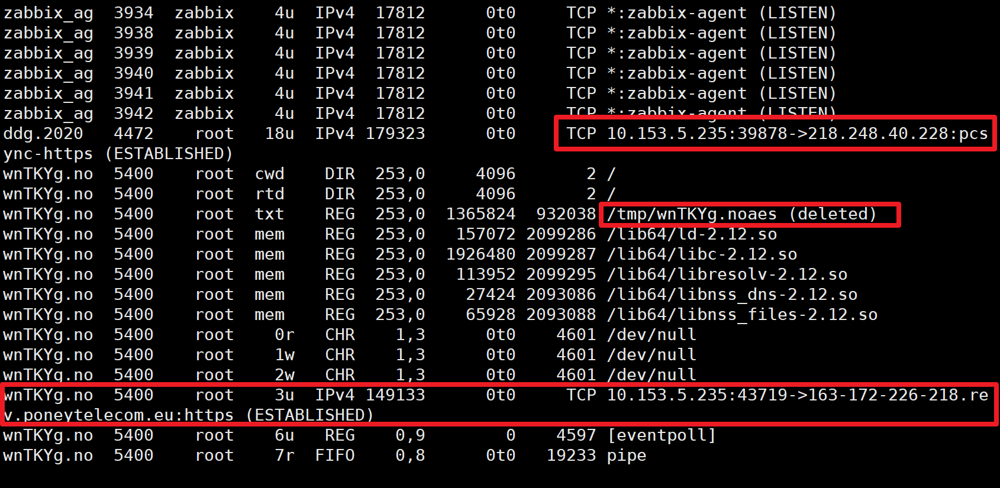 zabbix_ag  3934  zabbix    4u  IPv4  17812      0t0     TCP *:zabbix-agent (LISTEN)
zabbix_ag  3938  zabbix    4u  IPv4  17812      0t0     TCP *:zabbix-agent (LISTEN)
zabbix_ag  3939  zabbix    4u  IPv4  17812      0t0     TCP *:zabbix-agent (LISTEN)
zabbix_ag  3940  zabbix    4u  IPv4  17812      0t0     TCP *:zabbix-agent (LISTEN)
zabbix_ag  3941  zabbix    4u  IPv4  17812      0t0     TCP *:zabbix-agent (LISTEN)
zabbix_ag  3942  zabbix    4u  IPv4  17812      0t0     TCP *:zabbix-agent (LISTEN)
ddg.2020   4472    root   18u  IPv4 179323      0t0     TCP 10.153.5.235:39878->218.248.40.228:pcs
ync-https (ESTABLISHED)
wnTKYg.no  5400    root  cwd    DIR  253,0     4096       2 /
wnTKYg.no  5400    root  rtd    DIR  253,0     4096       2 /
wnTKYg.no  5400    root  txt    REG  253,0  1365824  932038 /tmp/wnTKYg.noaes (deleted)
wnTKYg.no  5400    root  mem    REG  253,0   157072 2099286 /lib64/ld-2.12.so
wnTKYg.no  5400    root  mem    REG  253,0  1926480 2099287 /lib64/libc-2.12.so
wnTKYg.no  5400    root  mem    REG  253,0   113952 2099295 /lib64/libresolv-2.12.so
wnTKYg.no  5400    root  mem    REG  253,0    27424 2093086 /lib64/libnss_dns-2.12.so
wnTKYg.no  5400    root  mem    REG  253,0    65928 2093088 /lib64/libnss_files-2.12.so
wnTKYg.no  5400    root    0r   CHR    1,3      0t0    4601 /dev/null
wnTKYg.no  5400    root    1w   CHR    1,3      0t0    4601 /dev/null
wnTKYg.no  5400    root    2w   CHR    1,3      0t0    4601 /dev/null
wnTKYg.no  5400    root    3u  IPv4 149133      0t0     TCP 10.153.5.235:43719->163-172-226-218.re
v.poneytelecom.eu:https (ESTABLISHED)
wnTKYg.no  5400    root    6u   REG    0,9        0    4597 [eventpoll]
wnTKYg.no  5400    root    7r  FIFO    0,8      0t0   19233 pipe